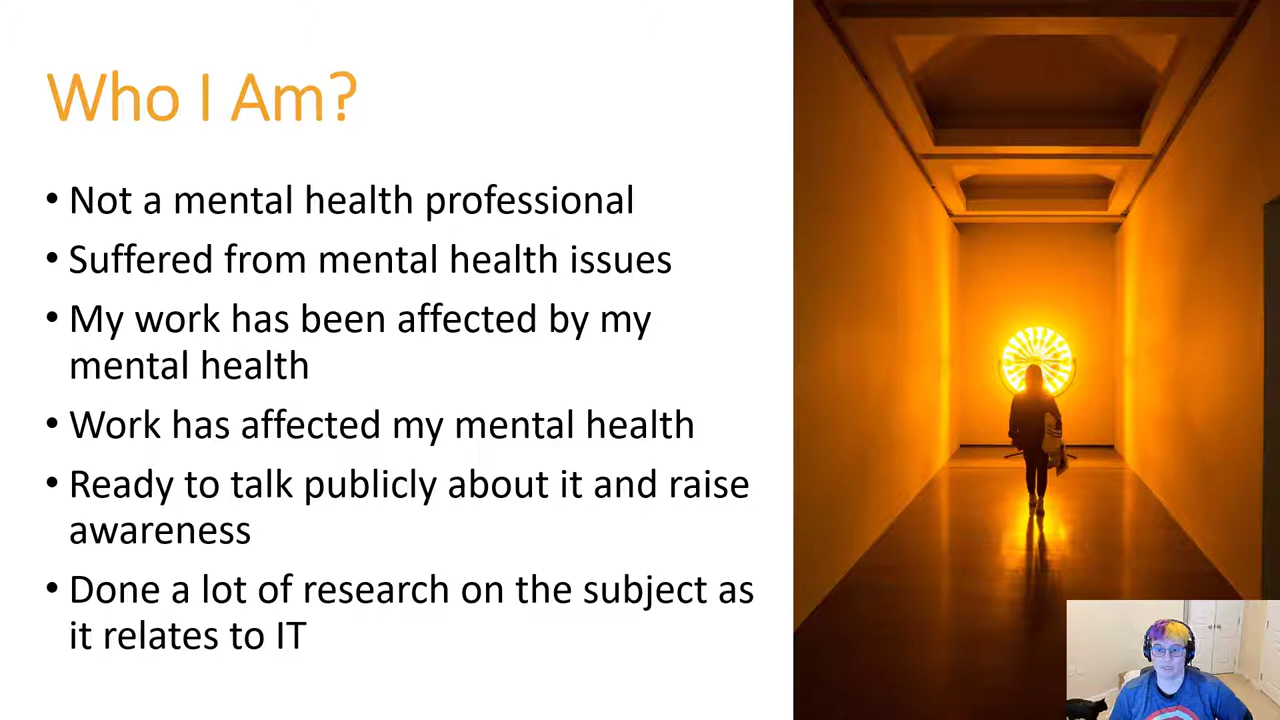 Who I Am?
• Not a mental health professional
• Suffered from mental health issues
• My work has been affected by my
mental health
• Work has affected my mental health
• Ready to talk publicly about it and raise
awareness
• Done a lot of research on the subject as
it relates to IT